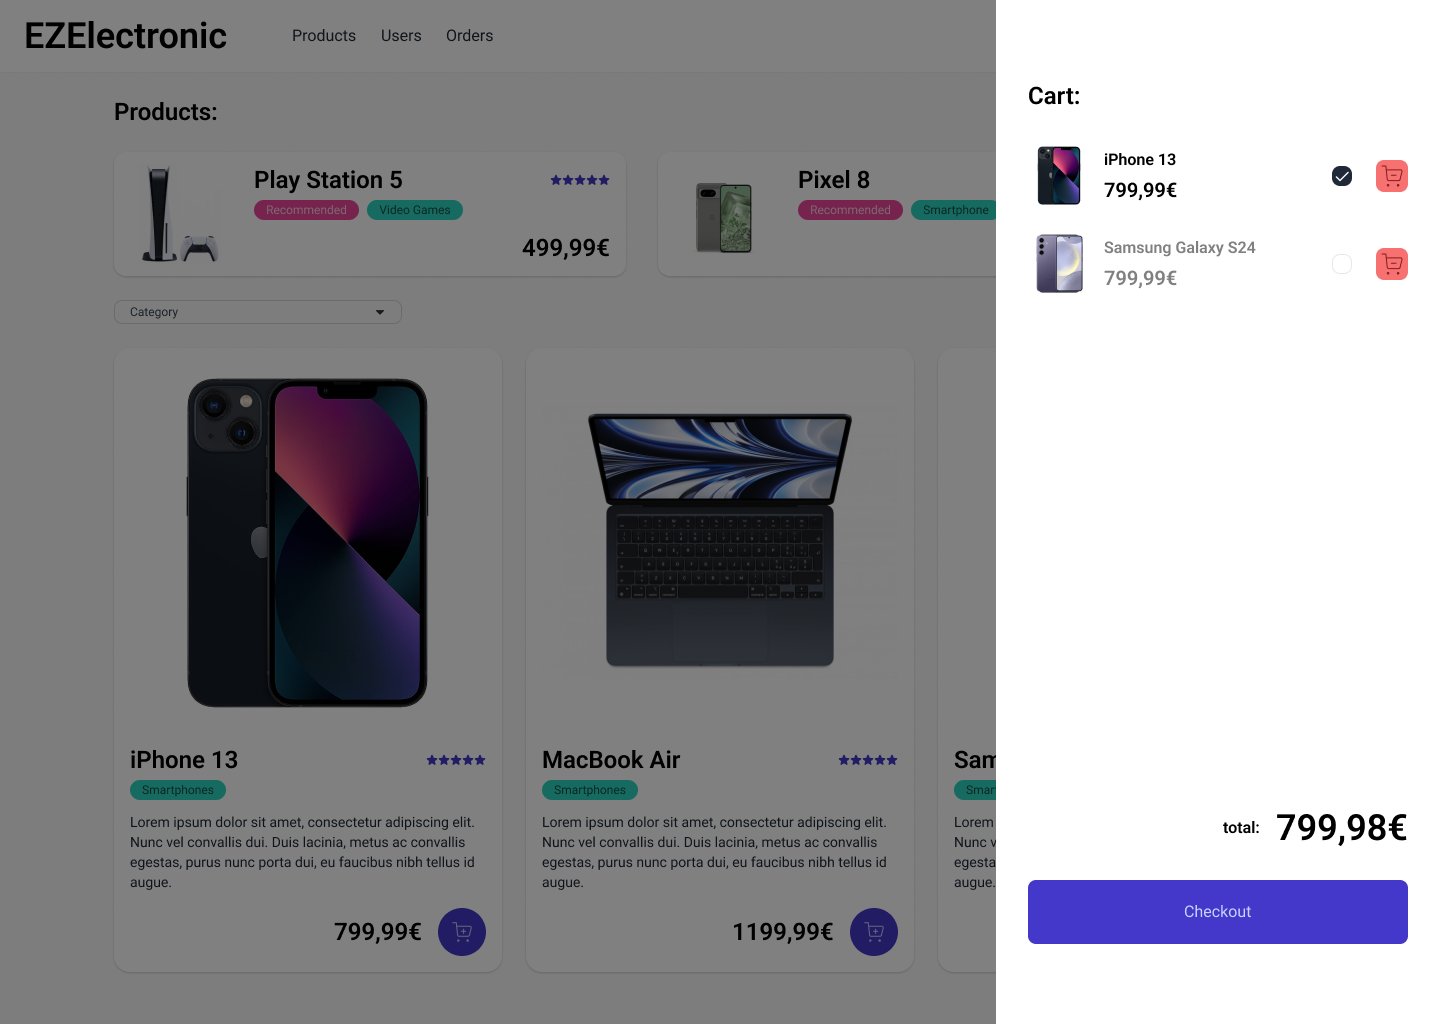 EZElectronic
Products
Users
Orders
Products:
Play Station 5
Recommended
Video Games
499,99€
Pixel 8
Recommended
Smartphone
Category
iPhone 13
Smartphones
Lorem ipsum dolor sit amet, consectetur adipiscing elit.
Nunc vel convallis dui. Duis lacinia, metus ac convallis
egestas, purus nunc porta dui, eu faucibus nibh tellus id
augue.
799,99€
MacBook Air
Smartphones
Lorem ipsum dolor sit amet, consectetur adipiscing elit.
Nunc vel convallis dui. Duis lacinia, metus ac convallis
egestas, purus nunc porta dui, eu faucibus nibh tellus id
augue.
1199,99€
Sam
Smar
Lorem
Nunc v
egesta
augue.
Cart:
iPhone 13
799,99€
Samsung Galaxy S24
799,99€
total:
799,98€
Checkout